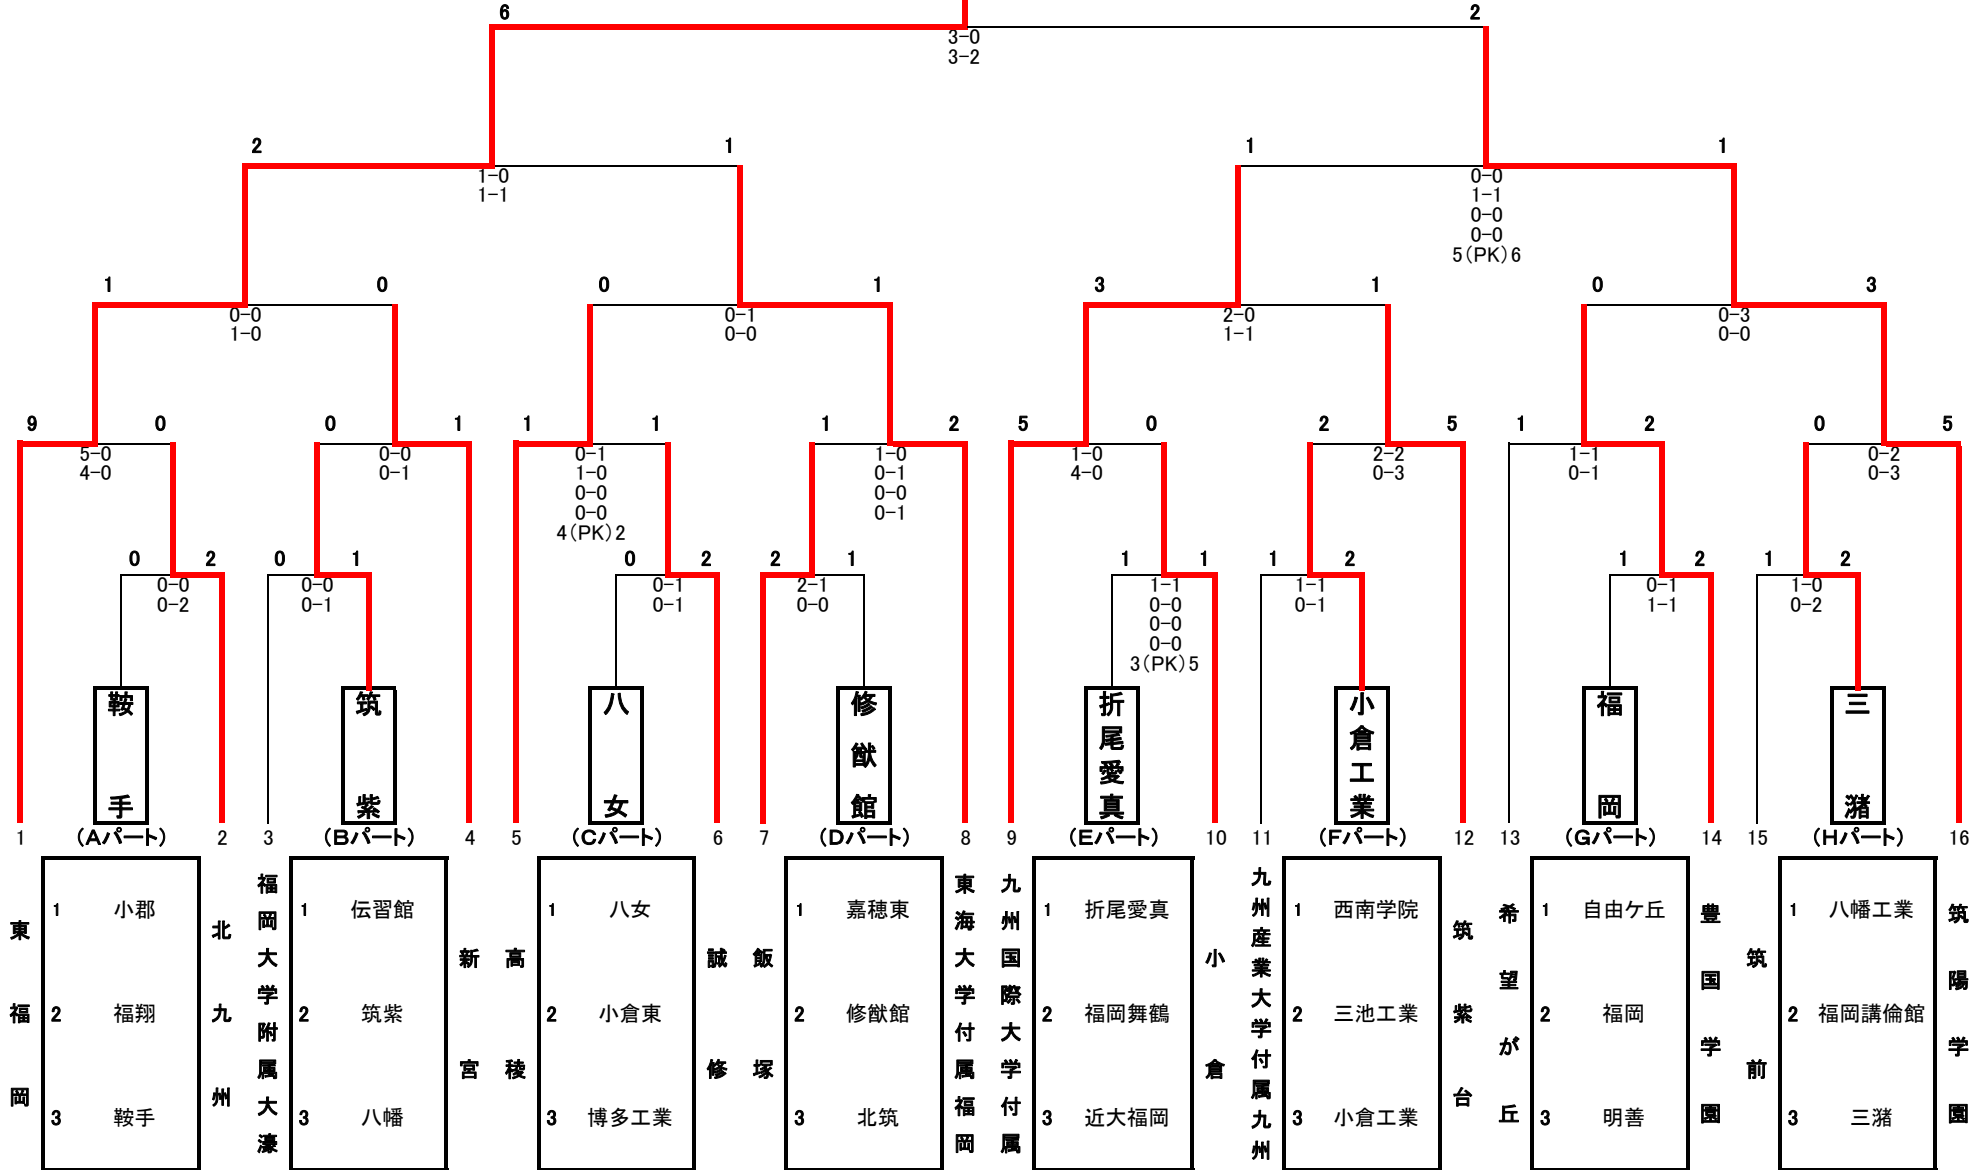 6 2
3-0
3-2
2 1 1 1
1-0
1-1
0-0
1-1
0-0
0-0
5(PK)6
1 0 0 1 3 1 0 3
0-0
1-0
0-1
0-0
2-0
1-1
0-3
0-0
9 0 0 1 1 1 1 2 5 0 2 5 1 2 0 5
5-0
4-0
0-0
0-1
0-1
1-0
0-0
0-0
4(PK)2
1-0
0-1
0-0
0-1
1-0
4-0
2-2
0-3
1-1
0-1
0-2
0-3
0 2 0 1 0 2 2 1 1 1 1 2 1 2 1 2
0-0
0-2
0-0
0-1
0-1
0-1
2-1
0-0
1-1
0-0
0-0
0-0
3(PK)5
1-1
0-1
0-1
1-1
1-0
0-2
鞍手
筑紫
八女
修猷館
折尾愛真
小倉工業
福岡
三潴
1 (Aパート) 2 3 (Bパート) 4 5 (Cパート) 6 7 (Dパート) 8 9 (Eパート) 10 11 (Fパート) 12 13 (Gパート) 14 15 (Hパート) 16
東福岡
1 小郡
2 福翔
3 鞍手
北九州
福岡大学附属大濠
1 伝習館
2 筑紫
3 八幡
新宮
高稜
1 八女
2 小倉東
3 博多工業
誠修
飯塚
1 嘉穂東
2 修猷館
3 北筑
東海大学付属福岡
九州国際大学付属
1 折尾愛真
2 福岡舞鶴
3 近大福岡
小倉
九州産業大学付属九州
1 西南学院
2 三池工業
3 小倉工業
筑紫台
希望が丘
1 自由ケ丘
2 福岡
3 明善
豊国学園
筑前
1 八幡工業
2 福岡講倫館
3 三潴
筑陽学園